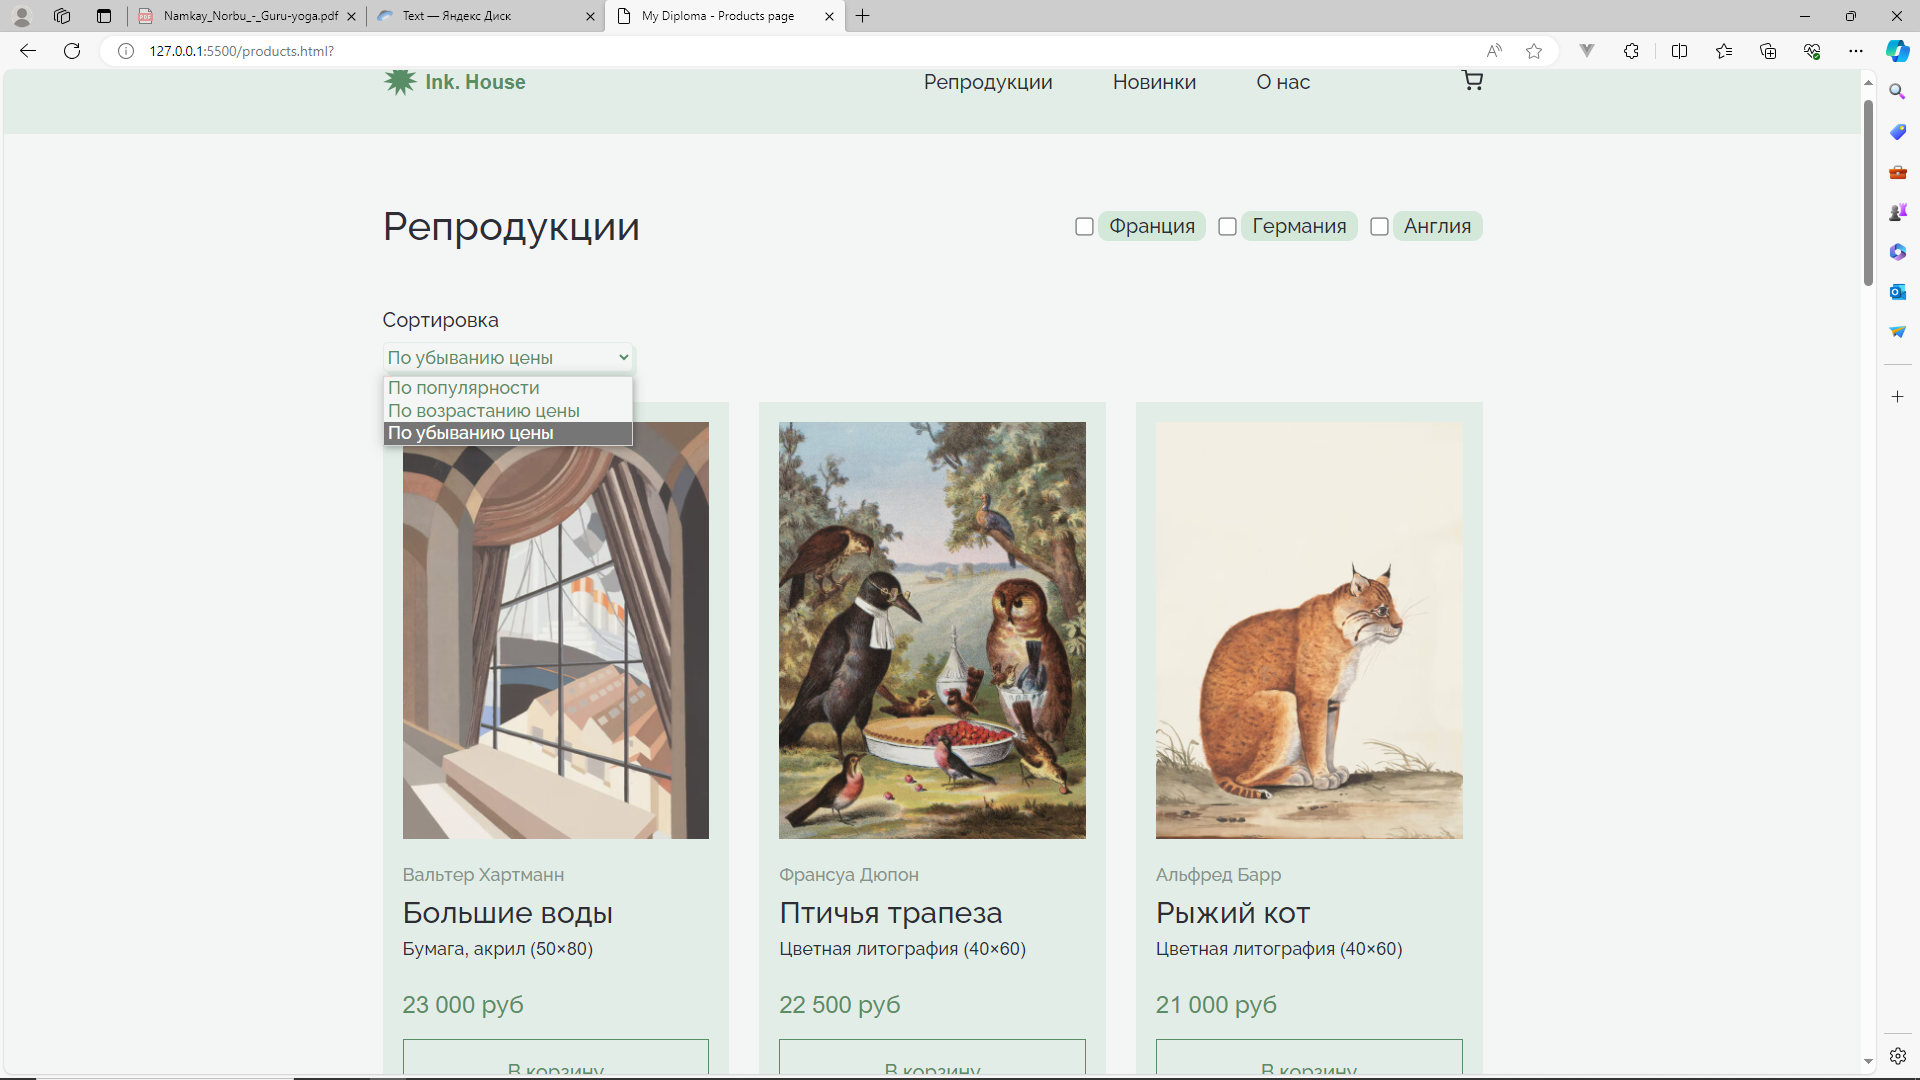 Namkay_Norbu_-_Guru-yoga.pdf
Text — Яндекс Диск
My Diploma - Products page
127.0.0.1:5500/products.html?
Ink. House
Репродукции
Новинки
О нас
Репродукции
Франция
Германия
Англия
Сортировка
По убыванию цены
По популярности
По возрастанию цены
По убыванию цены
Вальтер Хартманн
Большие воды
Бумага, акрил (50×80)
23 000 руб
В корзину
Франсуа Дюпон
Птичья трапеза
Цветная литография (40×60)
22 500 руб
В корзину
Альфред Барр
Рыжий кот
Цветная литография (40×60)
21 000 руб
В корзину